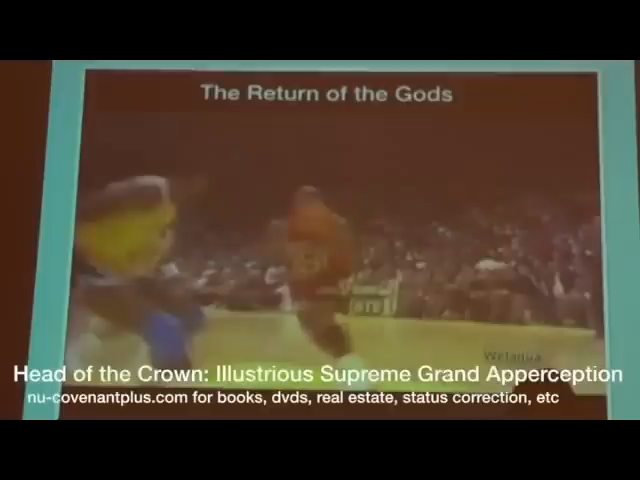 The Return of the Gods
Head of the Crown: Illustrious Supreme Grand Apperception
nu-covenantplus.com for books, dvds, real estate, status correction, etc